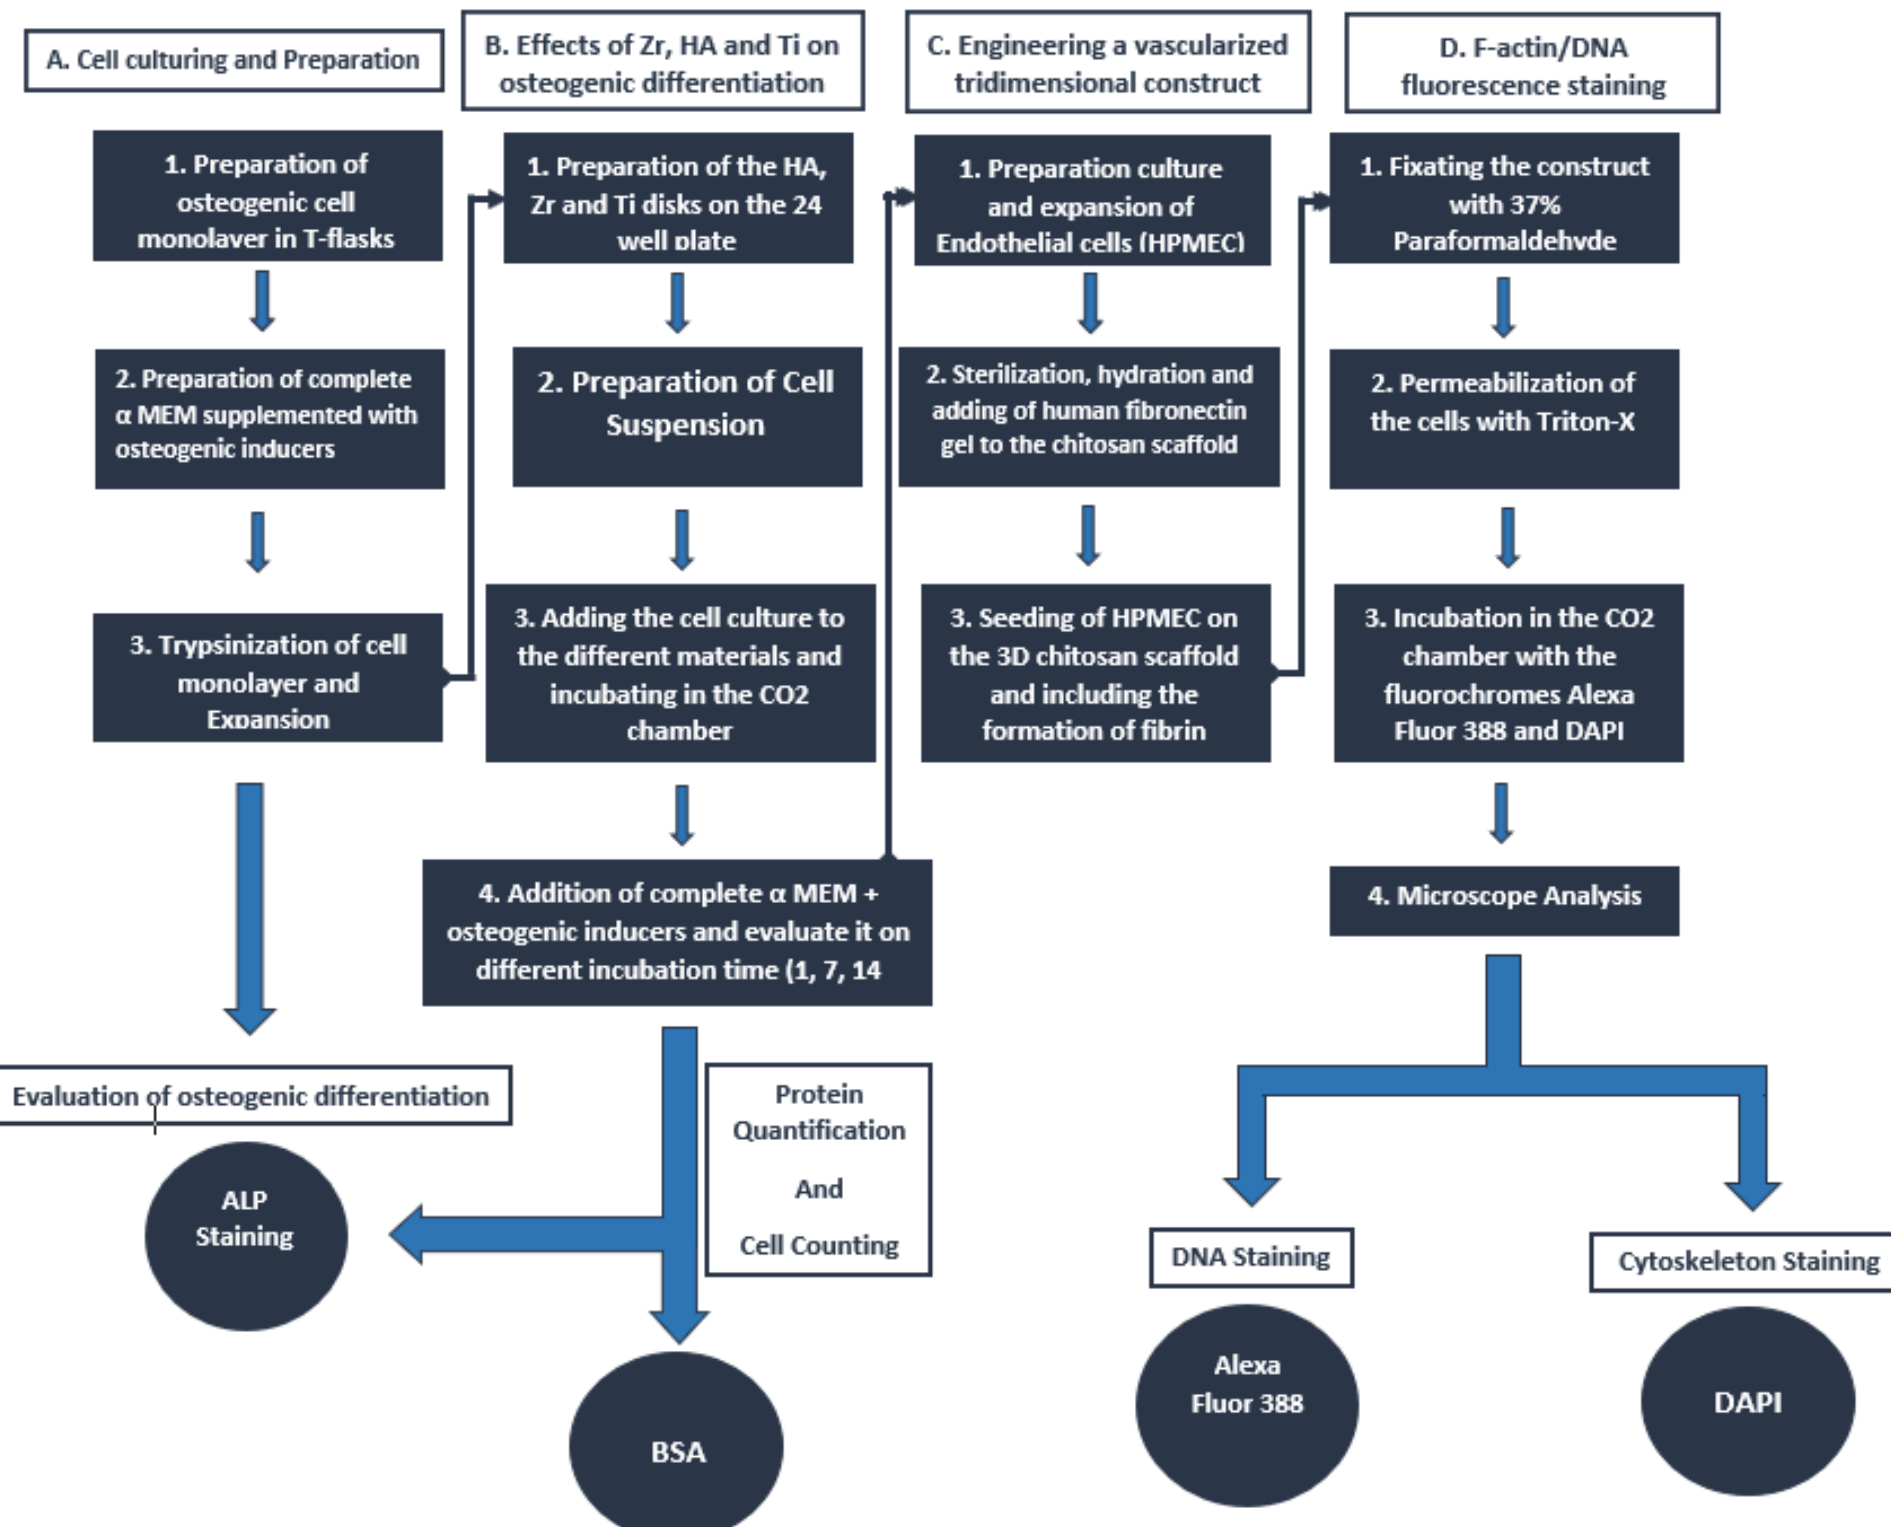 A. Cell culturing and Preparation
1. Preparation of
osteogenic cell
monolayer in T-flasks
2. Preparation of complete
α MEM supplemented with
osteogenic inducers
3. Trypsinization of cell
monolayer and
Expansion
Evaluation of osteogenic differentiation
ALP
Staining
B. Effects of Zr, HA and Ti on
osteogenic differentiation
1. Preparation of the HA,
Zr and Ti disks on the 24
well plate
2. Preparation of Cell
Suspension
3. Adding the cell culture to
the different materials and
incubating in the CO2
chamber
4. Addition of complete α MEM +
osteogenic inducers and evaluate it on
different incubation time (1, 7, 14
Protein
Quantification
And
Cell Counting
BSA
C. Engineering a vascularized
tridimensional construct
1. Preparation culture
and expansion of
Endothelial cells (HPMEC)
2. Sterilization, hydration and
adding of human fibronectin
gel to the chitosan scaffold
3. Seeding of HPMEC on
the 3D chitosan scaffold
and including the
formation of fibrin
D. F-actin/DNA
fluorescence staining
1. Fixating the construct
with 37%
Paraformaldehyde
2. Permeabilization of
the cells with Triton-X
3. Incubation in the CO2
chamber with the
fluorochromes Alexa
Fluor 388 and DAPI
4. Microscope Analysis
DNA Staining
Alexa
Fluor 388
Cytoskeleton Staining
DAPI